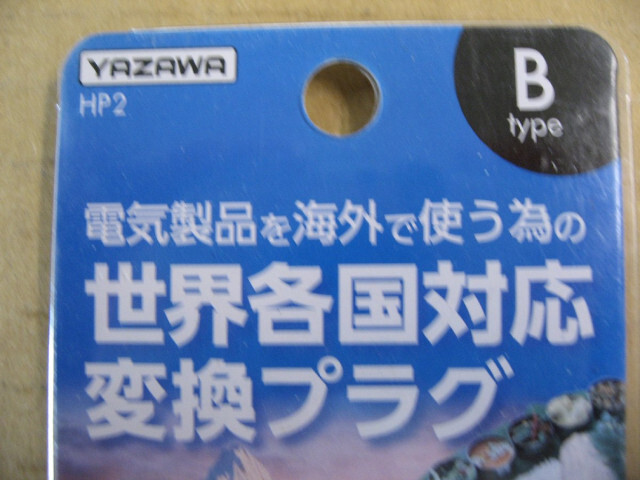 YAZAWA
HP2
B
type
電気製品を海外で使う為の
世界各国対応
変換プラグ